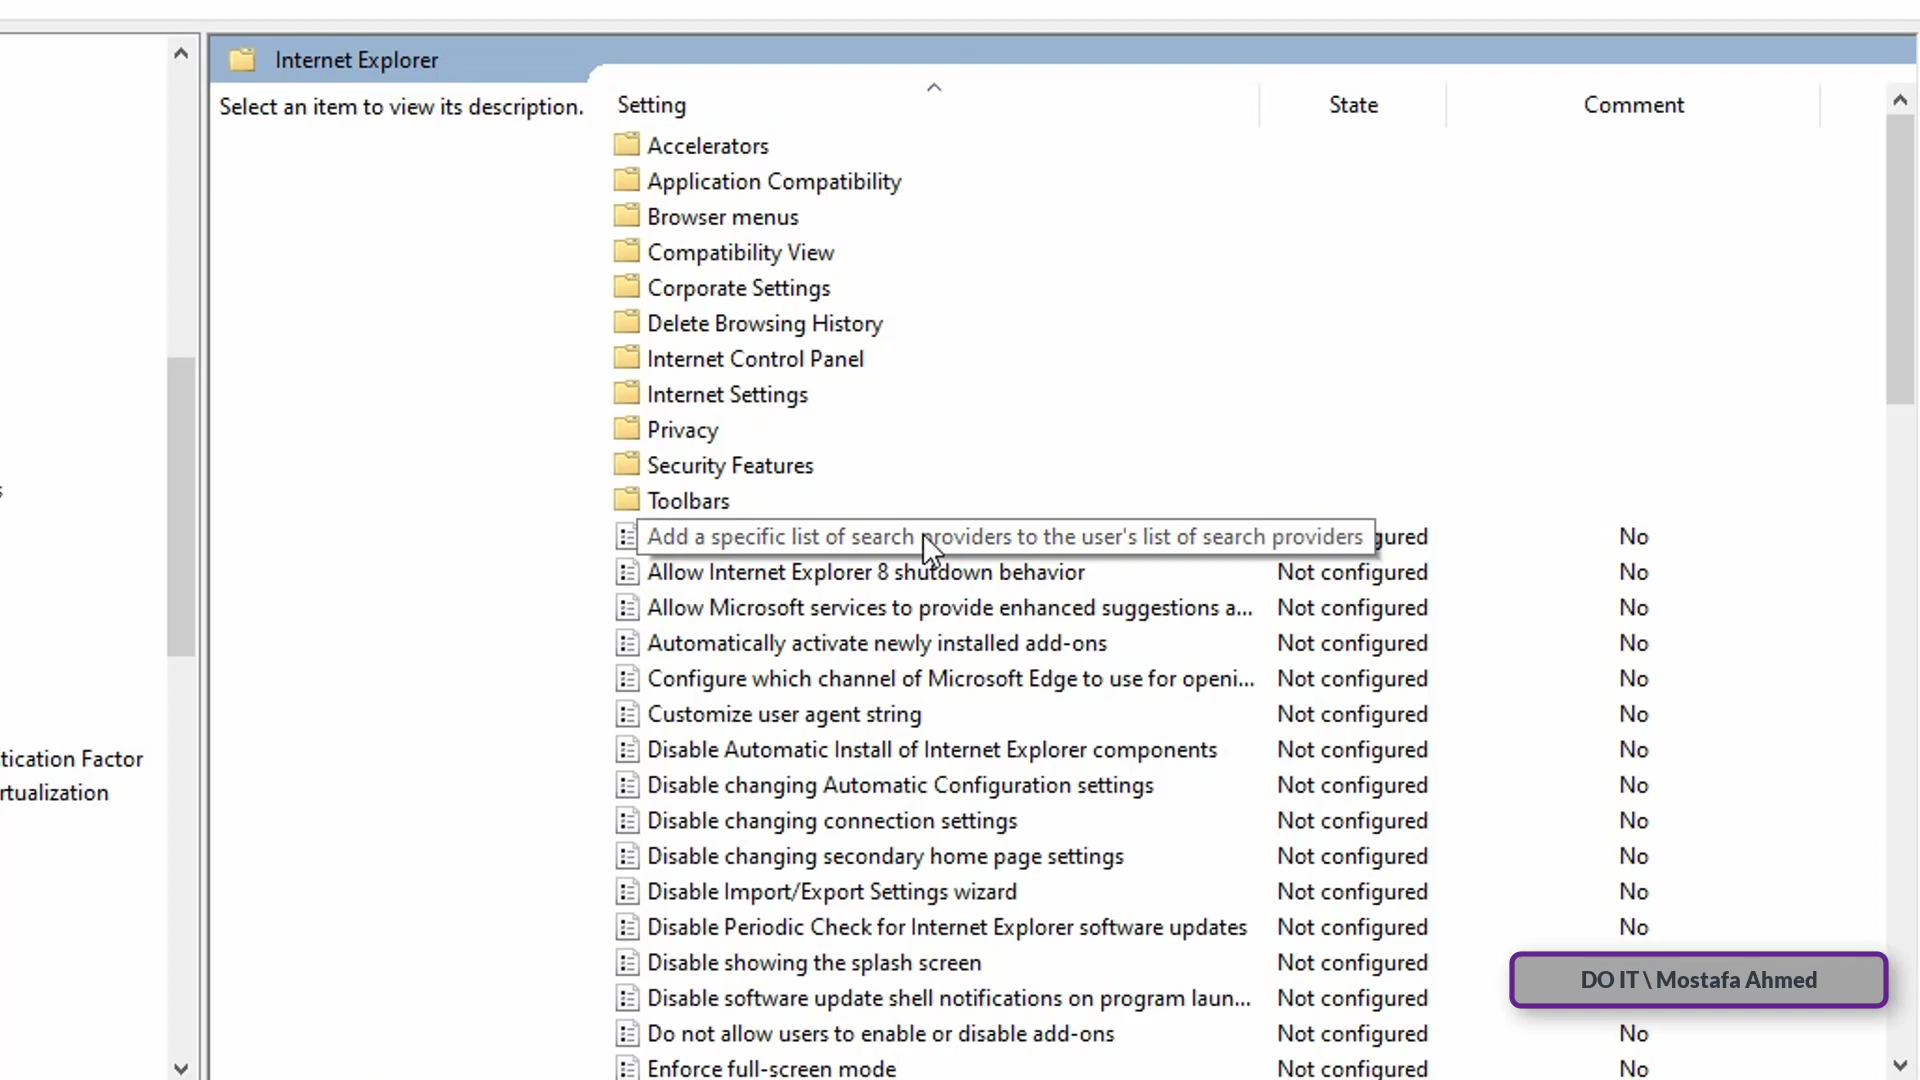 Internet Explorer
Select an item to view its description.
Setting State Comment
Accelerators
Application Compatibility
Browser menus
Compatibility View
Corporate Settings
Delete Browsing History
Internet Control Panel
Internet Settings
Privacy
Security Features
Toolbars
Add a specific list of search providers to the user's list of search providers gured No
Allow Internet Explorer 8 shutdown behavior Not configured No
Allow Microsoft services to provide enhanced suggestions a... Not configured No
Automatically activate newly installed add-ons Not configured No
Configure which channel of Microsoft Edge to use for openi... Not configured No
Customize user agent string Not configured No
Disable Automatic Install of Internet Explorer components Not configured No
Disable changing Automatic Configuration settings Not configured No
Disable changing connection settings Not configured No
Disable changing secondary home page settings Not configured No
Disable Import/Export Settings wizard Not configured No
Disable Periodic Check for Internet Explorer software updates Not configured No
Disable showing the splash screen Not configured
Disable software update shell notifications on program laun... Not configured
Do not allow users to enable or disable add-ons Not configured No
Enforce full-screen mode Not configured No
s
tication Factor
rtualization
DO IT \ Mostafa Ahmed